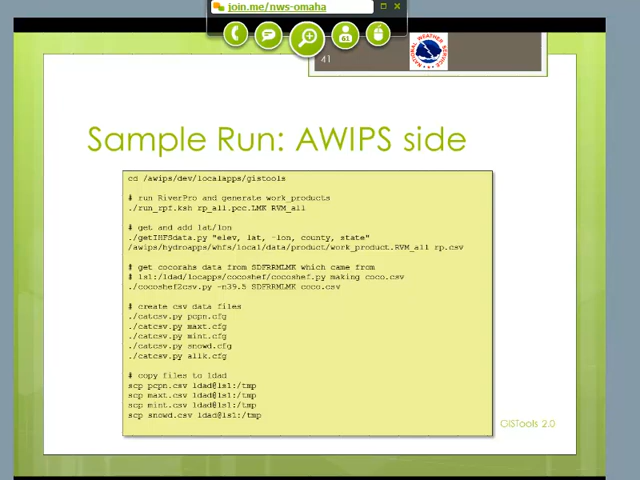 join.me/nws-omaha
61
41
NATIONAL WEATHER SERVICE
Sample Run: AWIPS side
cd /awips/dev/localapps/gistools
# run RiverPro and generate work_products
./run_rpf.ksh rp_all.pcc.LMK RVM_all
# get and add lat/lon
./getIHFSdata.py "elev, lat, -lon, county, state"
/awips/hydroapps/whfs/local/data/product/work_product.RVM_all rp.csv
# get cocorahs data from SDFRRMLMK which came from
# ls1:/ldad/locapps/cocoshef/cocoshef.py making coco.csv
./cocoshef2csv.py -n39.5 SDFRRMLMK coco.csv
# create csv data files
./catcsv.py pcpn.cfg
./catcsv.py maxt.cfg
./catcsv.py mint.cfg
./catcsv.py snowd.cfg
./catcsv.py allk.cfg
# copy files to ldad
scp pcpn.csv ldad@ls1:/tmp
scp maxt.csv ldad@ls1:/tmp
scp mint.csv ldad@ls1:/tmp
scp snowd.csv ldad@ls1:/tmp
GISTools 2.0